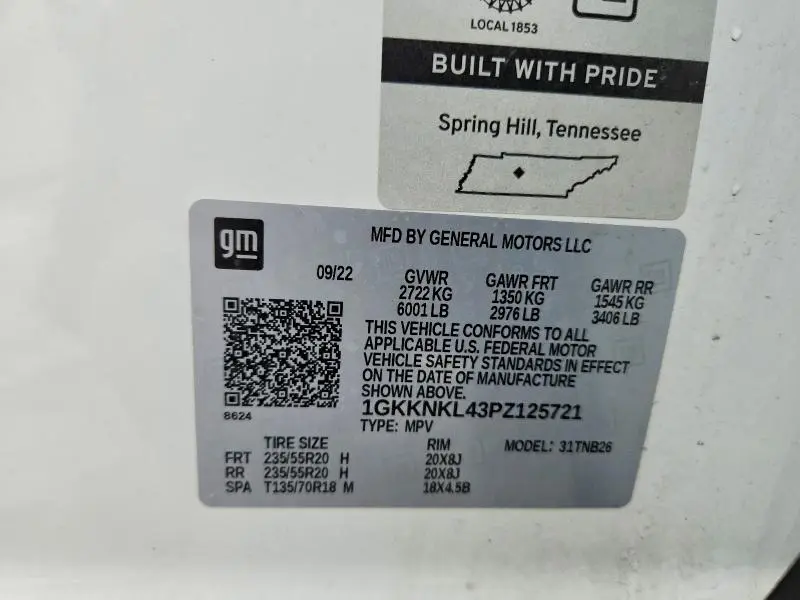 LOCAL 1853
BUILT WITH PRIDE
Spring Hill, Tennessee
gm
MFD BY GENERAL MOTORS LLC
09/22
GVWR
2722 KG
6001 LB
GAWR FRT
1350 KG
2976 LB
GAWR RR
1545 KG
3406 LB
THIS VEHICLE CONFORMS TO ALL
APPLICABLE U.S. FEDERAL MOTOR
VEHICLE SAFETY STANDARDS IN EFFECT
ON THE DATE OF MANUFACTURE
SHOWN ABOVE.
8624
1GKKNKL43PZ125721
TYPE: MPV
TIRE SIZE RIM MODEL: 31TNB26
FRT 235/55R20 H 20X8J
RR 235/55R20 H 20X8J
SPA T135/70R18 M 18X4.5B